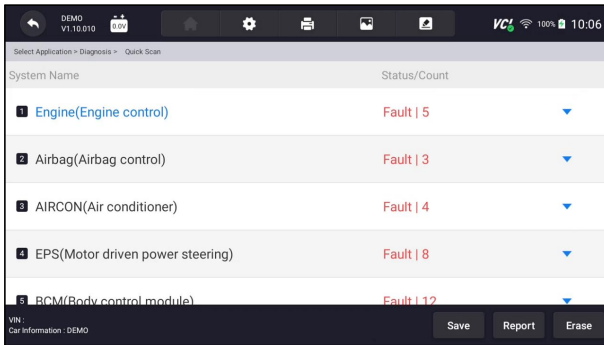 DEMO
V1.10.010
0.0V
VC!
100%
10:06
Select Application > Diagnosis > Quick Scan
System Name Status/Count
1 Engine(Engine control) Fault | 5
2 Airbag(Airbag control) Fault | 3
3 AIRCON(Air conditioner) Fault | 4
4 EPS(Motor driven power steering) Fault | 8
5 BCM(Body control module) Fault | 12
VIN :
Car Information : DEMO
Save Report Erase